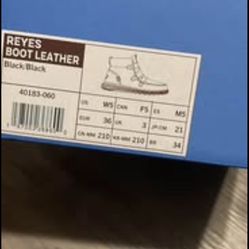 REYES
BOOT LEATHER
Black/Black
40183-060
US W5 CAN F5 ES M5
EUR 36 UK 3 JP-CM 21
CN-MM 210 KR-MM 210 BR 34